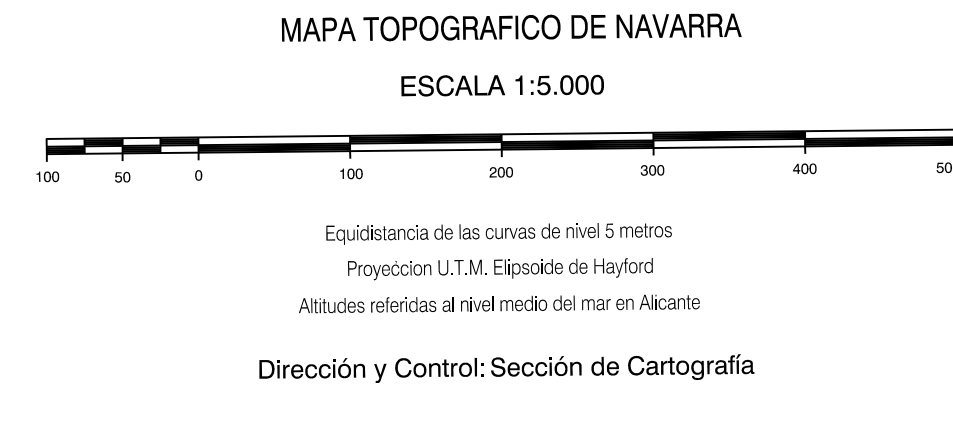 MAPA TOPOGRAFICO DE NAVARRA
ESCALA 1:5.000
100 50 0 100 200 300 400 50
Equidistancia de las curvas de nivel 5 metros
Proyeccion U.T.M. Elipsoide de Hayford
Altitudes referidas al nivel medio del mar en Alicante
Dirección y Control: Sección de Cartografía